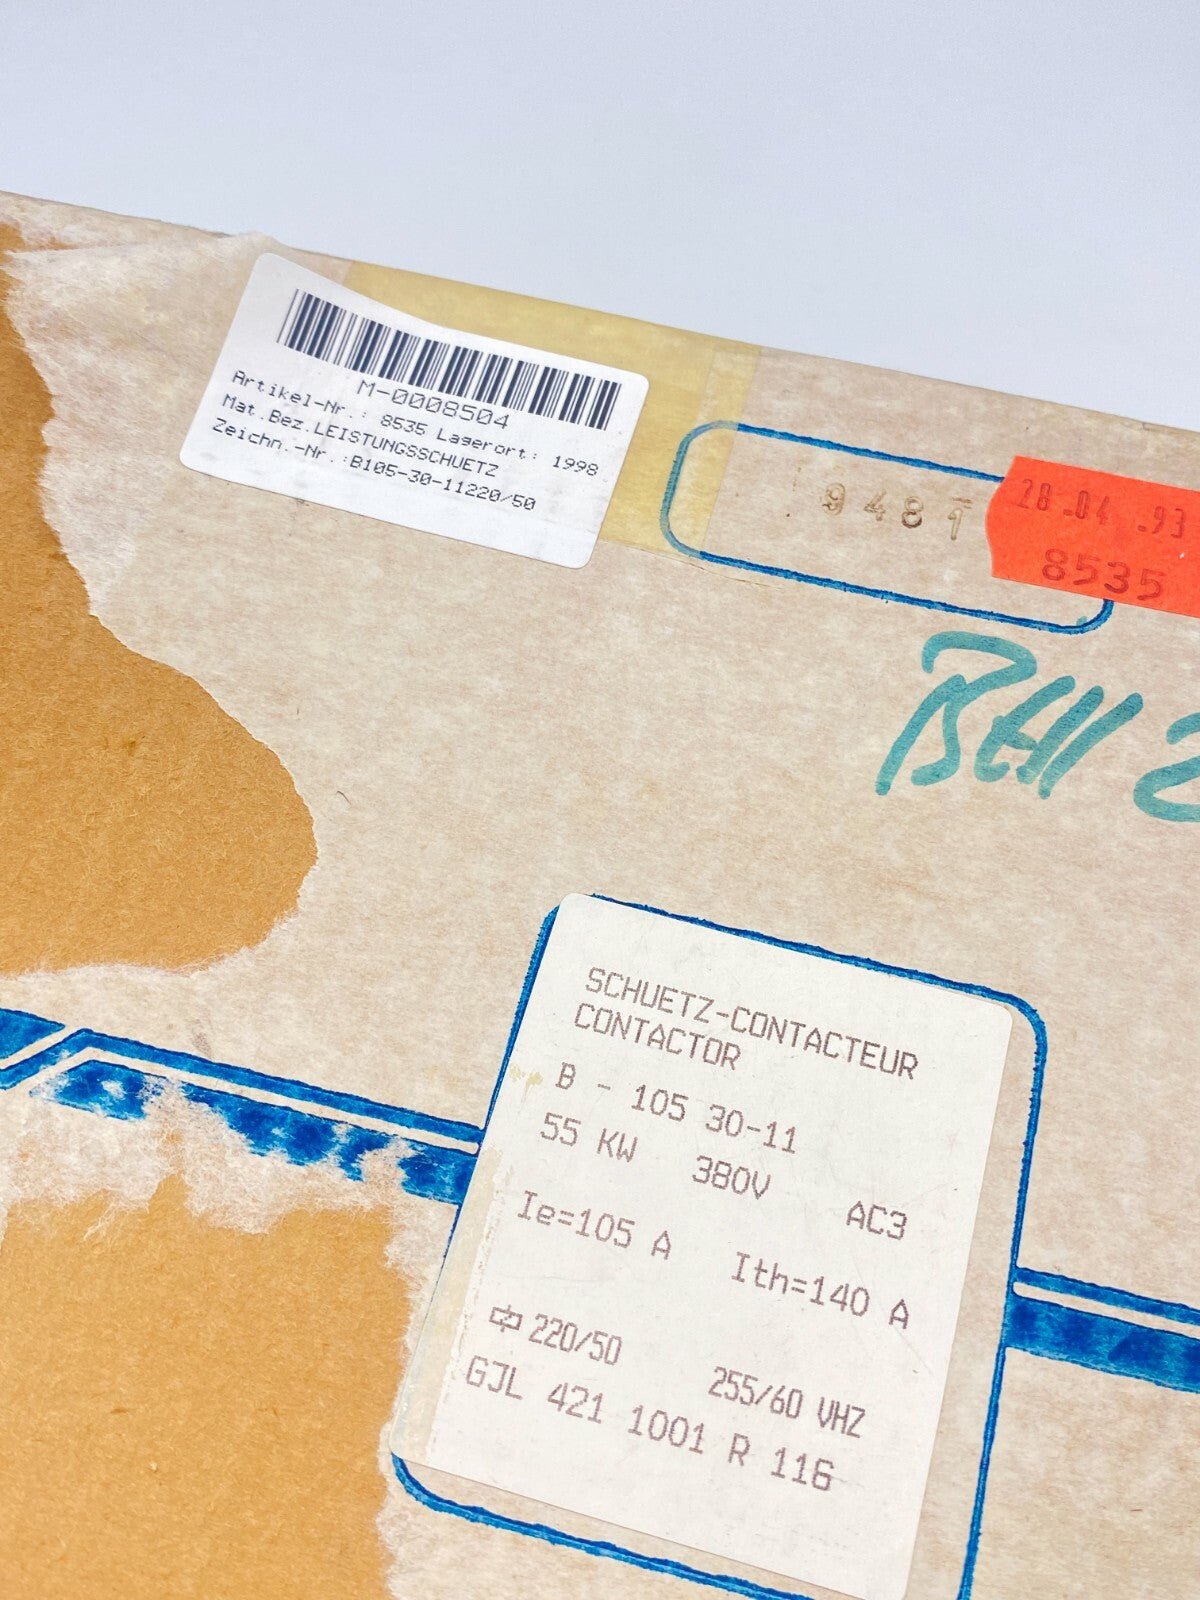 M-0008504
Artikel-Nr.: 8535 Lagerort: 1998
Mat.Bez.LEISTUNGSSCHUETZ
Zeichn.-Nr.:B105-30-11220/50
9481
28.04.93
8535
SCHUETZ-CONTACTEUR
CONTACTOR
B - 105 30-11
55 KW 380V AC3
Ie=105 A Ith=140 A
220/50 255/60 VHZ
GJL 421 1001 R 116